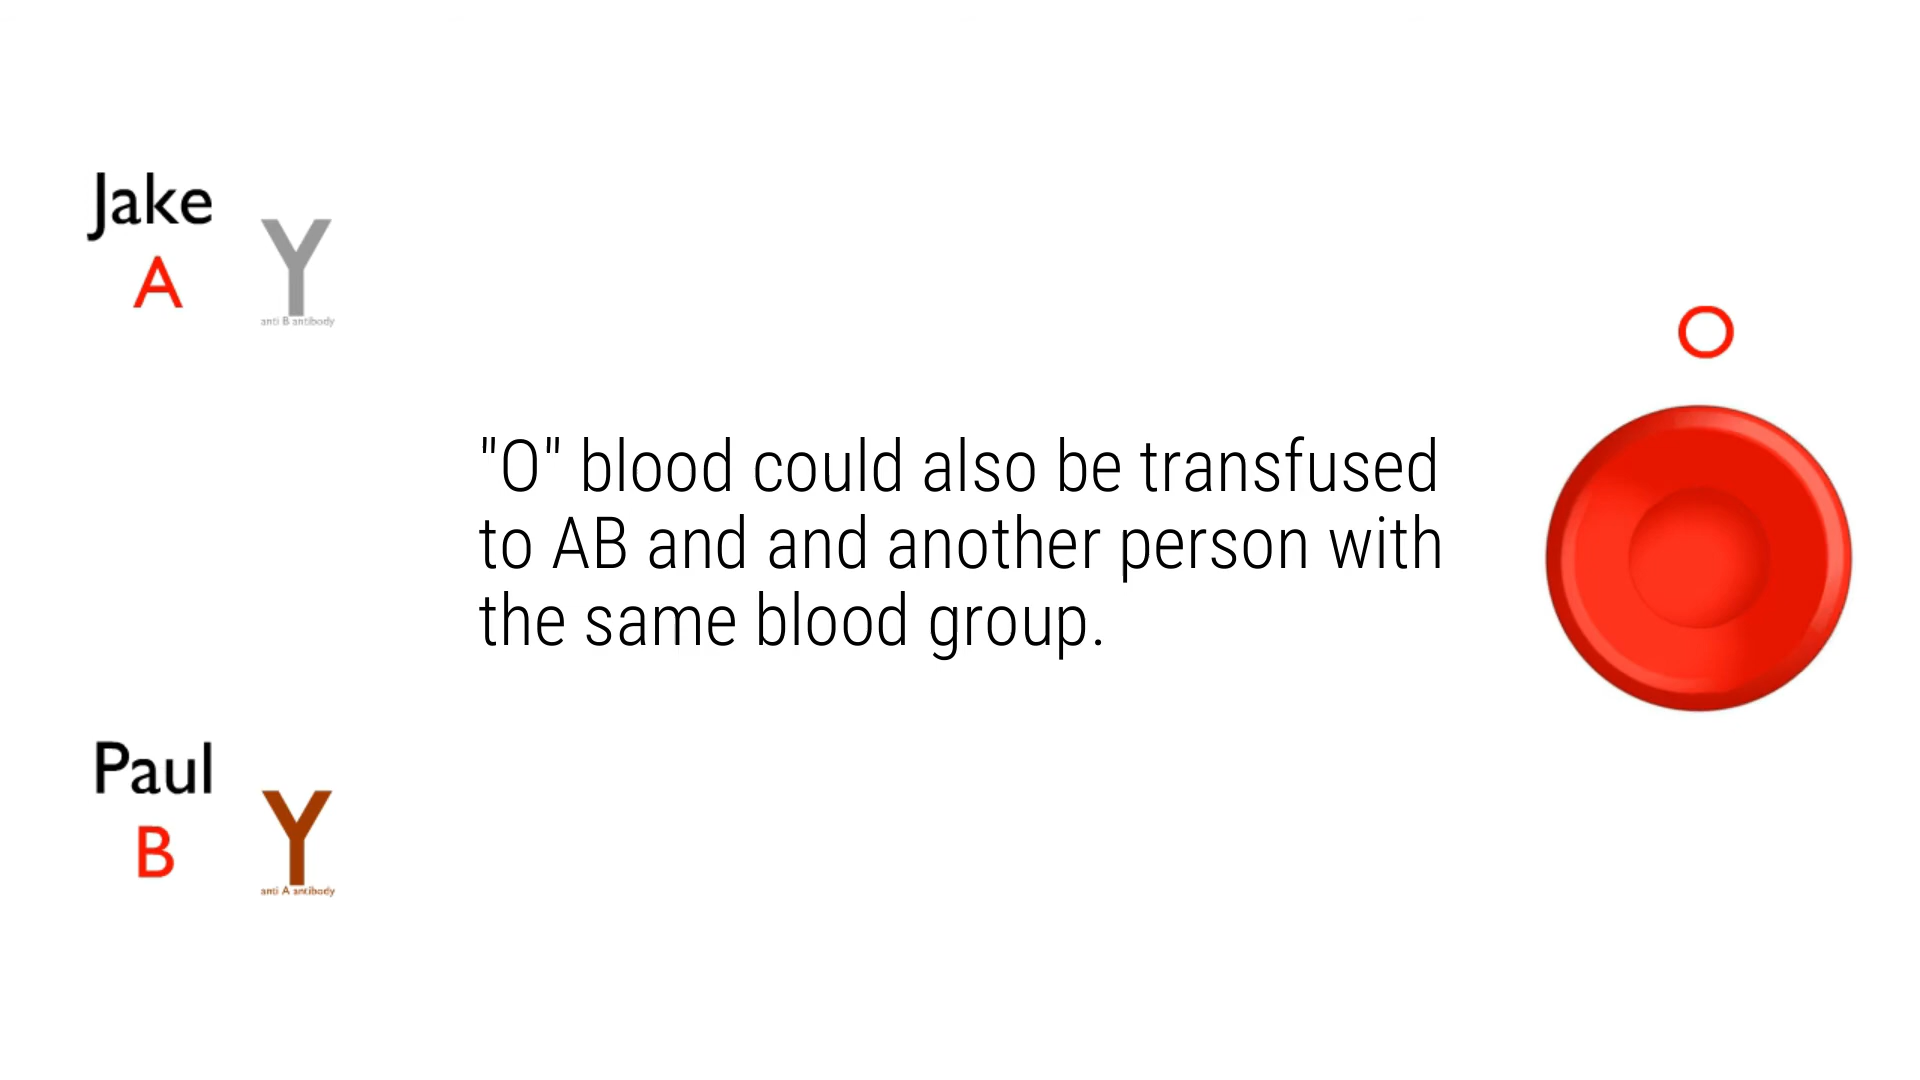 Jake
A
Y
anti B antibody
O
"O" blood could also be transfused
to AB and and another person with
the same blood group.
Paul
B
Y
anti A antibody